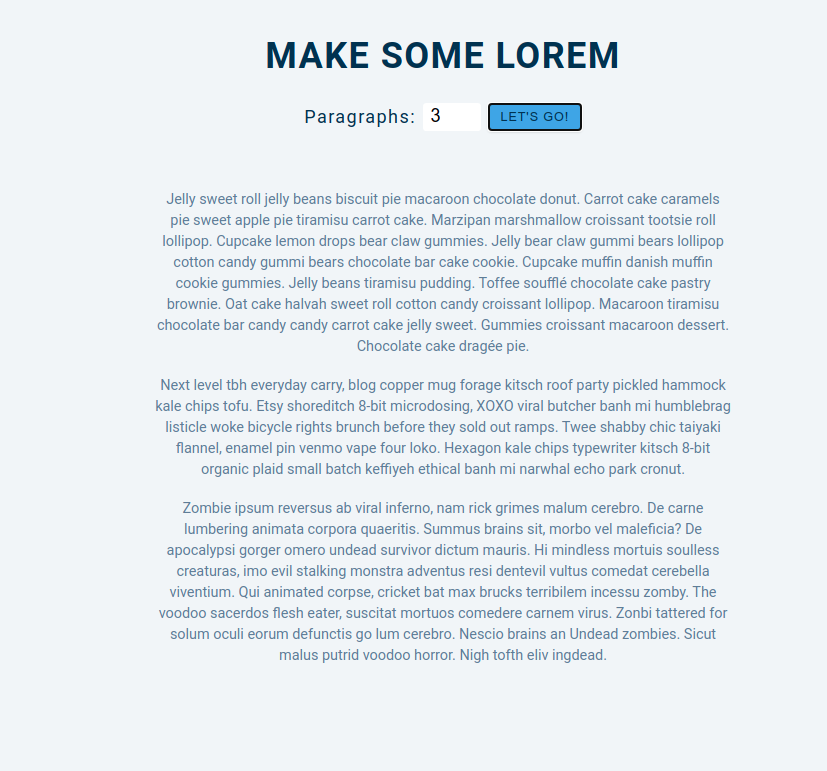 MAKE SOME LOREM
Paragraphs: 3 LET'S GO!
Jelly sweet roll jelly beans biscuit pie macaroon chocolate donut. Carrot cake caramels
pie sweet apple pie tiramisu carrot cake. Marzipan marshmallow croissant tootsie roll
lollipop. Cupcake lemon drops bear claw gummies. Jelly bear claw gummi bears lollipop
cotton candy gummi bears chocolate bar cake cookie. Cupcake muffin danish muffin
cookie gummies. Jelly beans tiramisu pudding. Toffee soufflé chocolate cake pastry
brownie. Oat cake halvah sweet roll cotton candy croissant lollipop. Macaroon tiramisu
chocolate bar candy candy carrot cake jelly sweet. Gummies croissant macaroon dessert.
Chocolate cake dragée pie.
Next level tbh everyday carry, blog copper mug forage kitsch roof party pickled hammock
kale chips tofu. Etsy shoreditch 8-bit microdosing, XOXO viral butcher banh mi humblebrag
listicle woke bicycle rights brunch before they sold out ramps. Twee shabby chic taiyaki
flannel, enamel pin venmo vape four loko. Hexagon kale chips typewriter kitsch 8-bit
organic plaid small batch keffiyeh ethical banh mi narwhal echo park cronut.
Zombie ipsum reversus ab viral inferno, nam rick grimes malum cerebro. De carne
lumbering animata corpora quaeritis. Summus brains sit, morbo vel maleficia? De
apocalypsi gorger omero undead survivor dictum mauris. Hi mindless mortuis soulless
creaturas, imo evil stalking monstra adventus resi dentevil vultus comedat cerebella
viventium. Qui animated corpse, cricket bat max brucks terribilem incessu zomby. The
voodoo sacerdos flesh eater, suscitat mortuos comedere carnem virus. Zonbi tattered for
solum oculi eorum defunctis go lum cerebro. Nescio brains an Undead zombies. Sicut
malus putrid voodoo horror. Nigh tofth eliv ingdead.